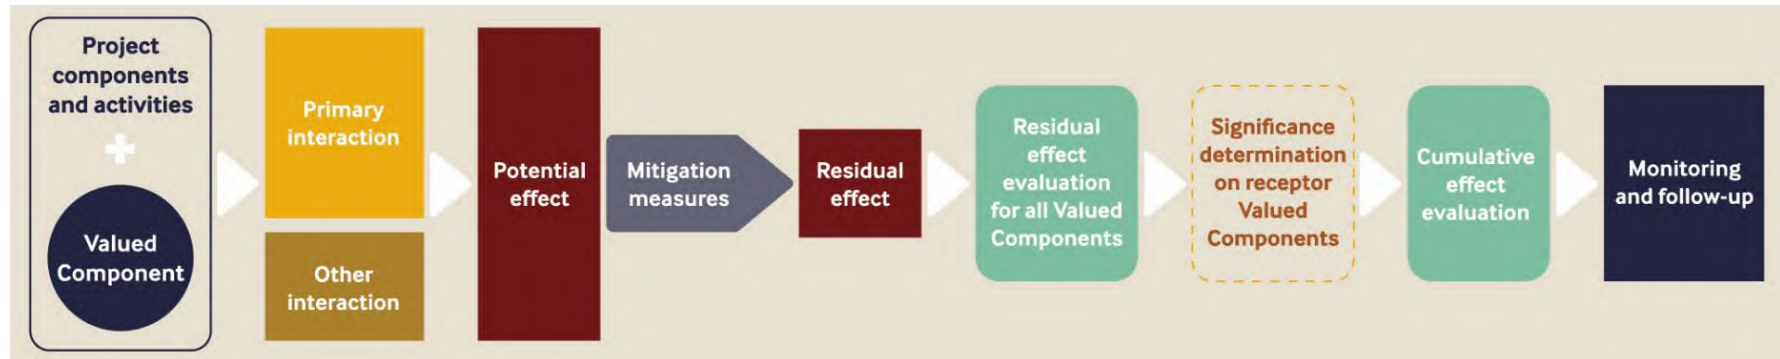 Project
components
and activities
Valued
Component
Primary
interaction
Other
interaction
Potential
effect
Mitigation
measures
Residual
effect
Residual
effect
evaluation
for all Valued
Components
Significance
determination
on receptor
Valued
Components
Cumulative
effect
evaluation
Monitoring
and follow-up